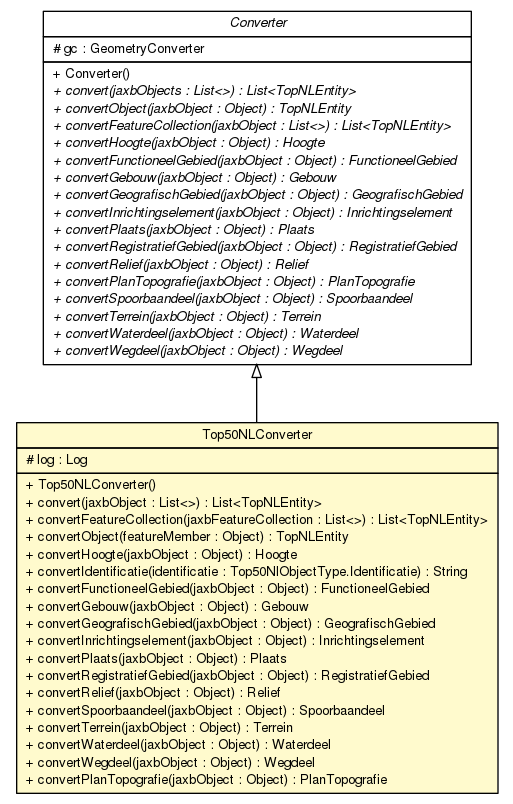 Converter
# gc : GeometryConverter
+ Converter()
+ convert(jaxbObjects : List<>) : List<TopNLEntity>
+ convertObject(jaxbObject : Object) : TopNLEntity
+ convertFeatureCollection(jaxbObject : List<>) : List<TopNLEntity>
+ convertHoogte(jaxbObject : Object) : Hoogte
+ convertFunctioneelGebied(jaxbObject : Object) : FunctioneelGebied
+ convertGebouw(jaxbObject : Object) : Gebouw
+ convertGeografischGebied(jaxbObject : Object) : GeografischGebied
+ convertInrichtingselement(jaxbObject : Object) : Inrichtingselement
+ convertPlaats(jaxbObject : Object) : Plaats
+ convertRegistratiefGebied(jaxbObject : Object) : RegistratiefGebied
+ convertRelief(jaxbObject : Object) : Relief
+ convertPlanTopografie(jaxbObject : Object) : PlanTopografie
+ convertSpoorbaandeel(jaxbObject : Object) : Spoorbaandeel
+ convertTerrein(jaxbObject : Object) : Terrein
+ convertWaterdeel(jaxbObject : Object) : Waterdeel
+ convertWegdeel(jaxbObject : Object) : Wegdeel
Top50NLConverter
# log : Log
+ Top50NLConverter()
+ convert(jaxbObject : List<>) : List<TopNLEntity>
+ convertFeatureCollection(jaxbFeatureCollection : List<>) : List<TopNLEntity>
+ convertObject(featureMember : Object) : TopNLEntity
+ convertHoogte(jaxbObject : Object) : Hoogte
+ convertIdentificatie(identificatie : Top50NlObjectType.Identificatie) : String
+ convertFunctioneelGebied(jaxbObject : Object) : FunctioneelGebied
+ convertGebouw(jaxbObject : Object) : Gebouw
+ convertGeografischGebied(jaxbObject : Object) : GeografischGebied
+ convertInrichtingselement(jaxbObject : Object) : Inrichtingselement
+ convertPlaats(jaxbObject : Object) : Plaats
+ convertRegistratiefGebied(jaxbObject : Object) : RegistratiefGebied
+ convertRelief(jaxbObject : Object) : Relief
+ convertSpoorbaandeel(jaxbObject : Object) : Spoorbaandeel
+ convertTerrein(jaxbObject : Object) : Terrein
+ convertWaterdeel(jaxbObject : Object) : Waterdeel
+ convertWegdeel(jaxbObject : Object) : Wegdeel
+ convertPlanTopografie(jaxbObject : Object) : PlanTopografie